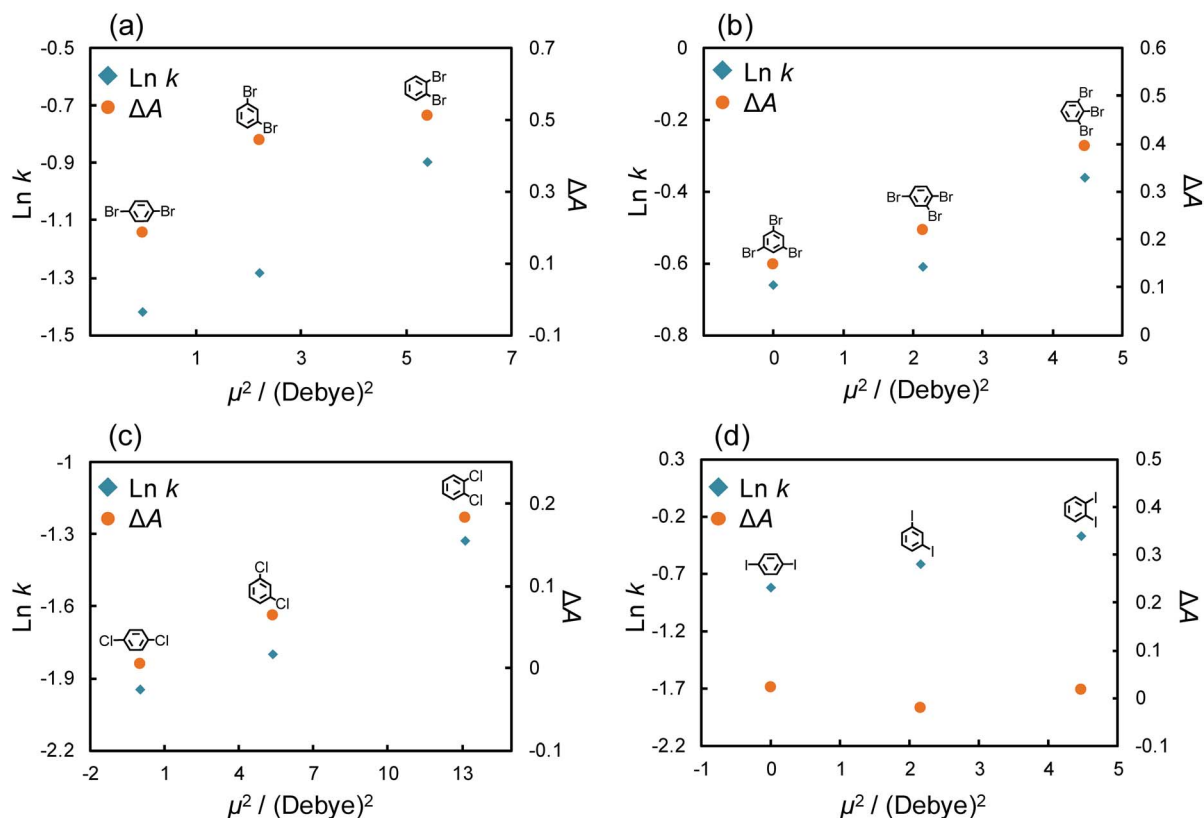 (a)
-0.5
-0.7
-0.9
-1.1
-1.3
-1.5
Ln k
0.7
0.5
0.3
0.1
-0.1
ΔA
Ln k
ΔA
Br
Br
Br
Br
Br
Br
1
3
5
7
μ² / (Debye)²
(b)
0
-0.2
-0.4
-0.6
-0.8
Ln k
0.6
0.5
0.4
0.3
0.2
0.1
0
ΔA
Ln k
ΔA
Br
Br
Br
Br
Br
Br
Br
Br
Br
0
1
2
3
4
5
μ² / (Debye)²
(c)
-1
-1.3
-1.6
-1.9
-2.2
Ln k
0.2
0.1
0
-0.1
ΔA
Ln k
ΔA
Cl
Cl
Cl
Cl
Cl
Cl
-2
1
4
7
10
13
μ² / (Debye)²
(d)
0.3
-0.2
-0.7
-1.2
-1.7
-2.2
Ln k
0.5
0.4
0.3
0.2
0.1
0
-0.1
ΔA
Ln k
ΔA
I
I
I
I
I
I
-1
0
1
2
3
4
5
μ² / (Debye)²